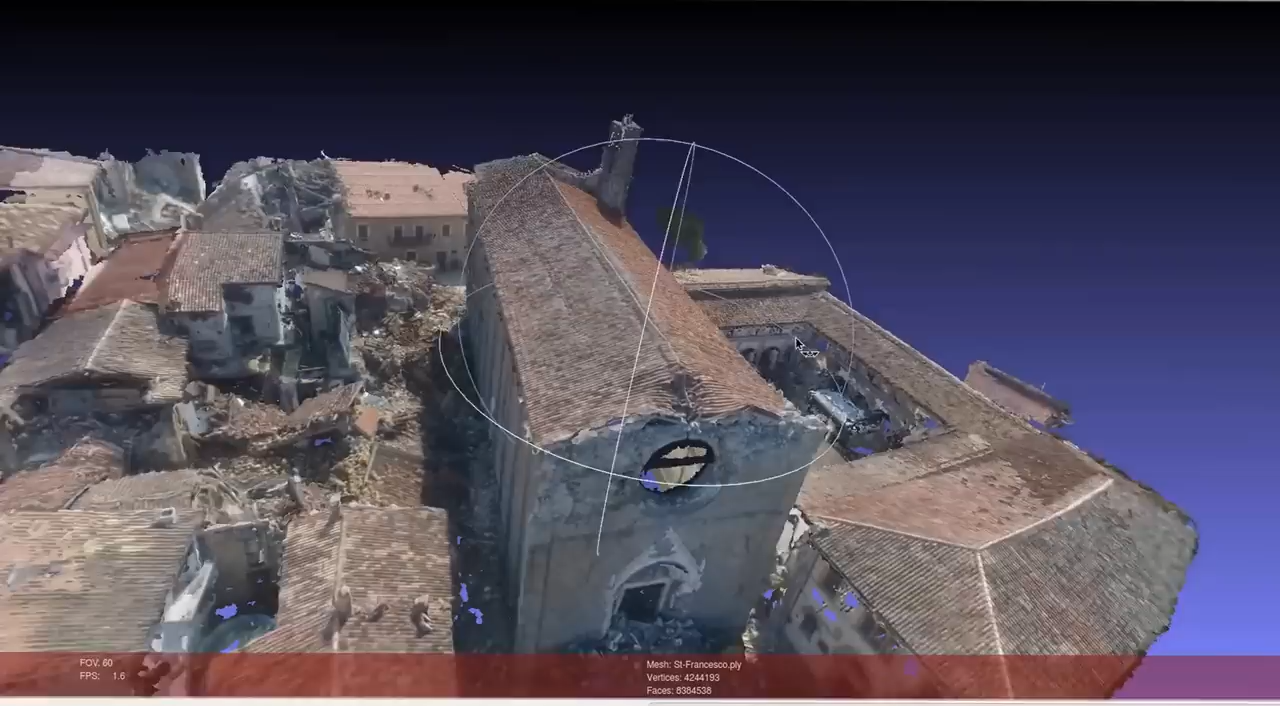 FOV: 60
FPS: 1.6
Mesh: St-Francesco.ply
Vertices: 4244193
Faces: 8384538